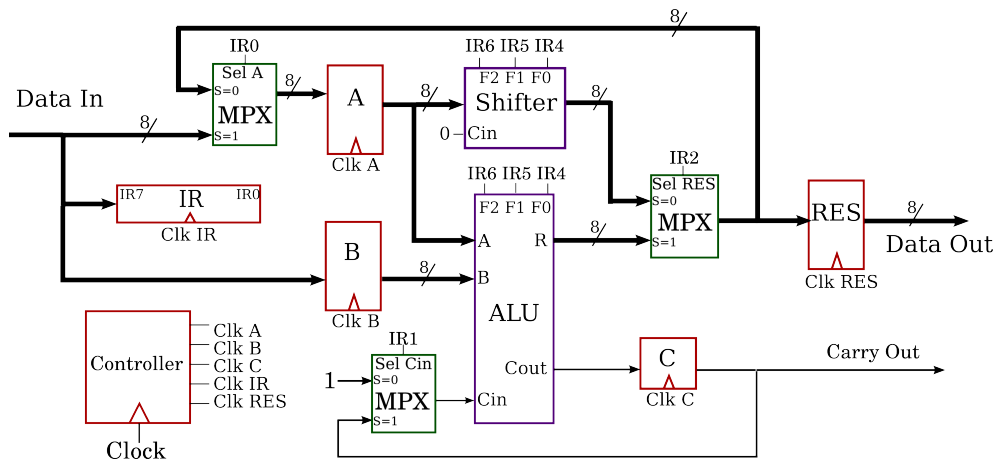 8
IR0
IR6 IR5 IR4
Sel A
S=0
MPX
S=1
8
A
Clk A
8
F2 F1 F0
Shifter
0 Cin
8
Data In
8
IR2
Sel RES
S=0
MPX
S=1
IR7 IR IR0
Clk IR
IR6 IR5 IR4
F2 F1 F0
A R
B
ALU
Cout
Cin
8
RES
Clk RES
8
Data Out
B
Clk B
8
Controller
Clk A
Clk B
Clk C
Clk IR
Clk RES
Clock
IR1
Sel Cin
1
S=0
MPX
S=1
C
Clk C
Carry Out